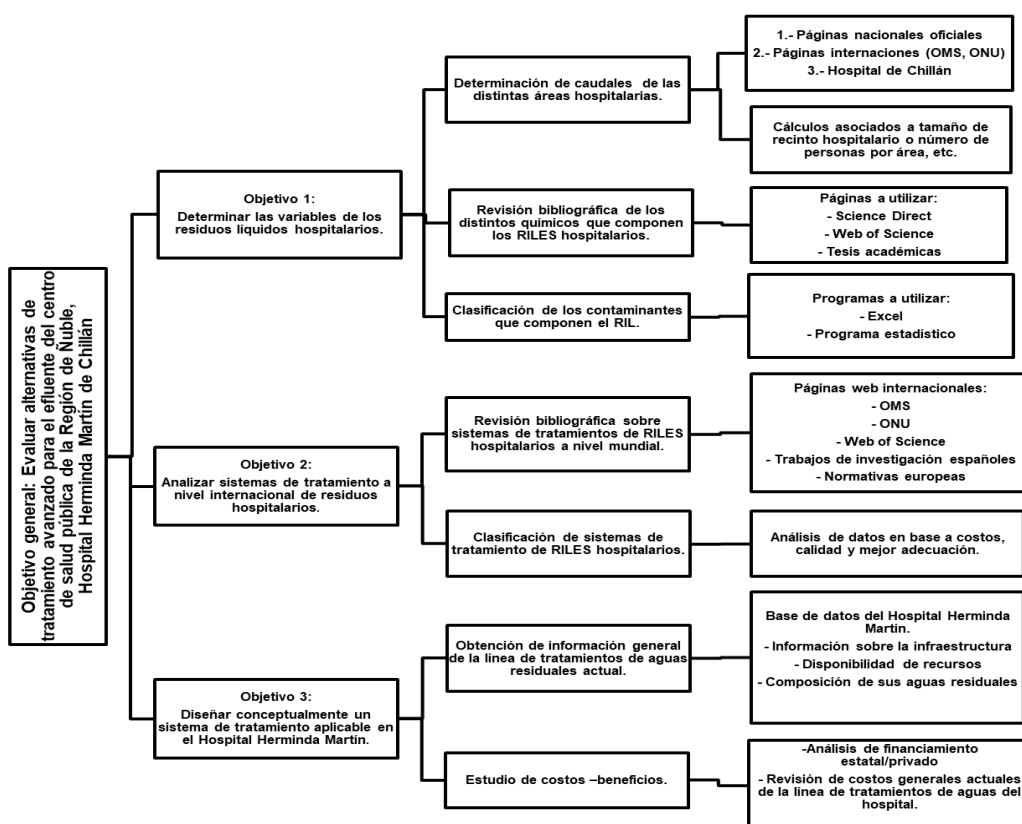 Objetivo general: Evaluar alternativas de
tratamiento avanzado para el efluente del centro
de salud pública de la Región de Ñuble,
Hospital Herminda Martín de Chillán
Objetivo 1:
Determinar las variables de los
residuos líquidos hospitalarios.
Determinación de caudales de las
distintas áreas hospitalarias.
1.- Páginas nacionales oficiales
2.- Páginas internaciones (OMS, ONU)
3.- Hospital de Chillán
Cálculos asociados a tamaño de
recinto hospitalario o número de
personas por área, etc.
Revisión bibliográfica de los
distintos químicos que componen
los RILES hospitalarios.
Páginas a utilizar:
- Science Direct
- Web of Science
- Tesis académicas
Clasificación de los contaminantes
que componen el RIL.
Programas a utilizar:
- Excel
- Programa estadístico
Objetivo 2:
Analizar sistemas de tratamiento a
nivel internacional de residuos
hospitalarios.
Revisión bibliográfica sobre
sistemas de tratamientos de RILES
hospitalarios a nivel mundial.
Páginas web internacionales:
- OMS
- ONU
- Web of Science
- Trabajos de investigación españoles
- Normativas europeas
Clasificación de sistemas de
tratamiento de RILES hospitalarios.
Análisis de datos en base a costos,
calidad y mejor adecuación.
Objetivo 3:
Diseñar conceptualmente un
sistema de tratamiento aplicable en
el Hospital Herminda Martín.
Obtención de información general
de la línea de tratamientos de aguas
residuales actual.
Base de datos del Hospital Herminda
Martín.
- Información sobre la infraestructura
- Disponibilidad de recursos
- Composición de sus aguas residuales
Estudio de costos –beneficios.
-Análisis de financiamiento
estatal/privado
- Revisión de costos generales actuales
de la línea de tratamientos de aguas del
hospital.